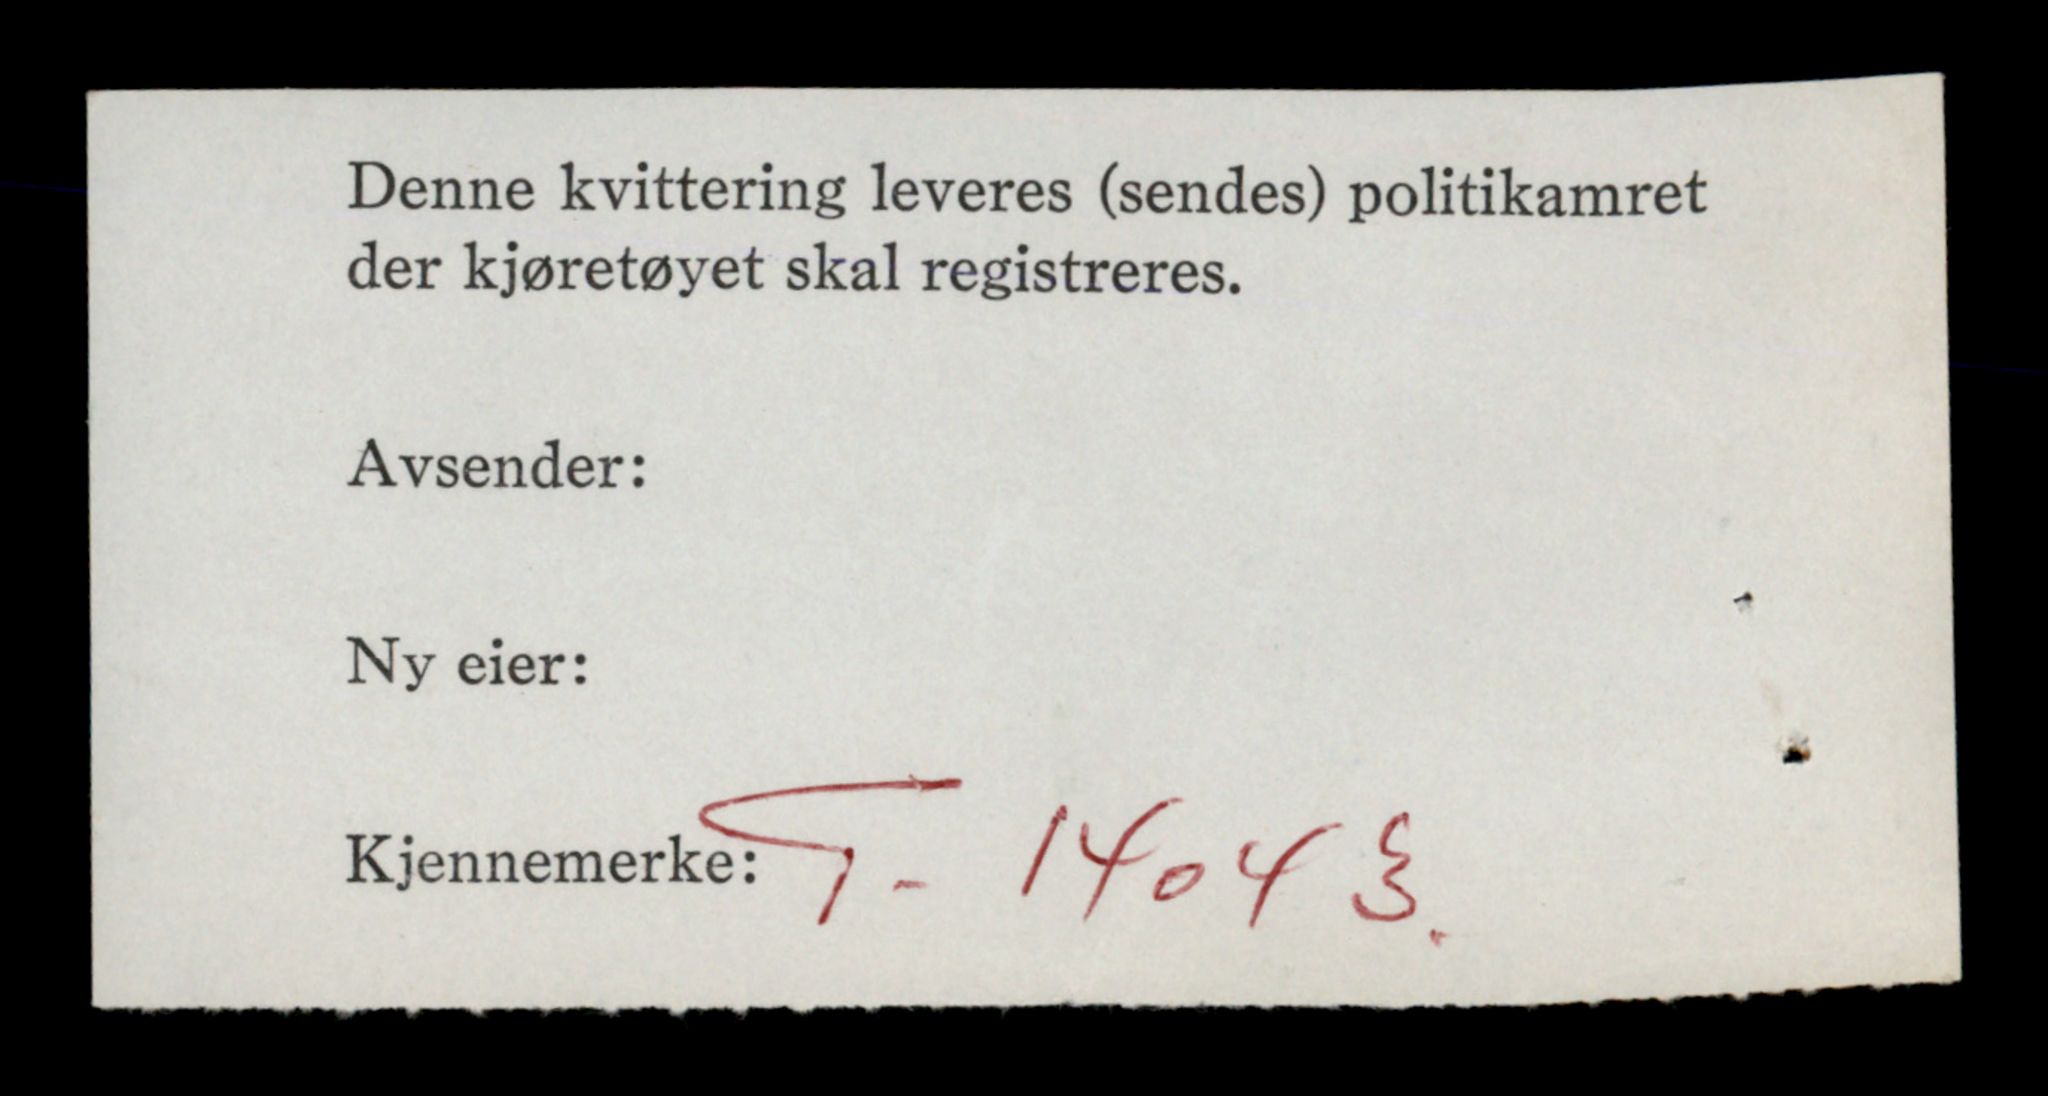 Denne kvittering leveres (sendes) politikamret
der kjøretøyet skal registreres.
Avsender:
Ny eier:
Kjennemerke: T- 14043.